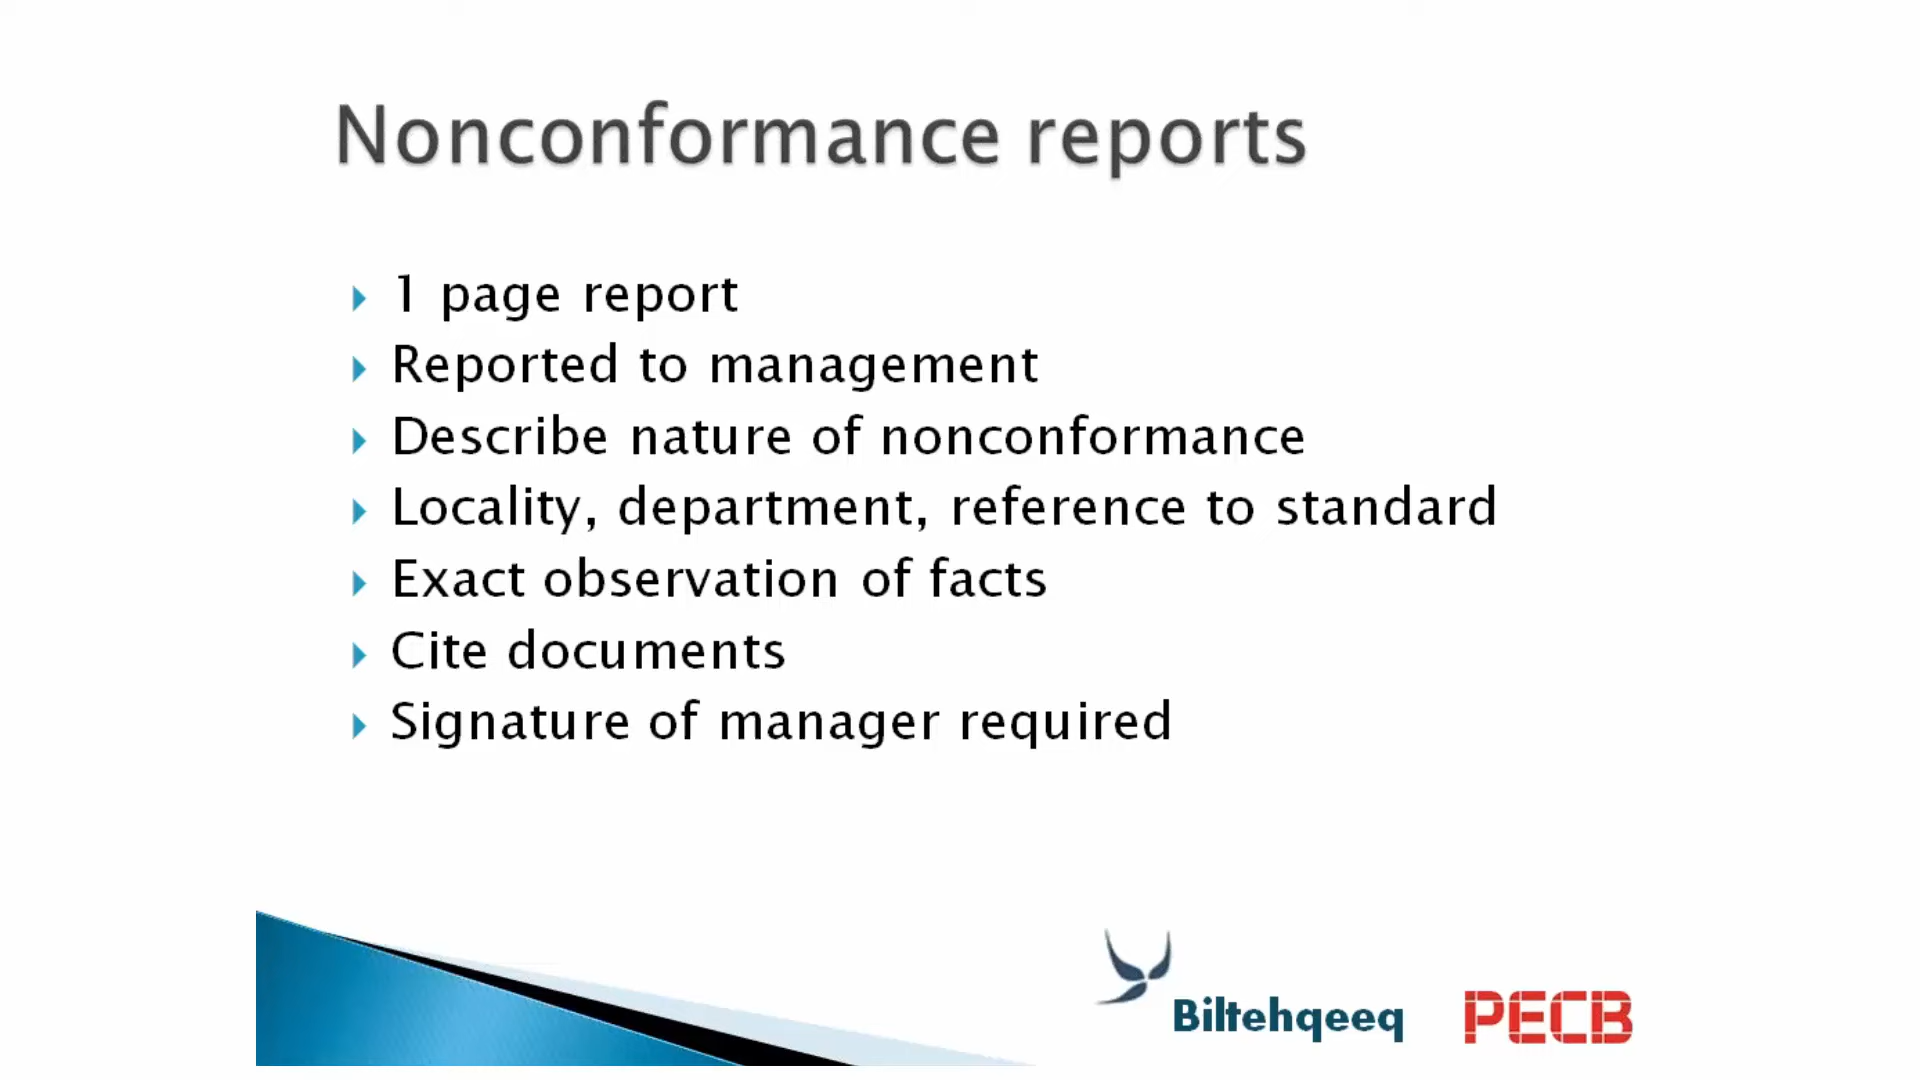 Nonconformance reports
1 page report
Reported to management
Describe nature of nonconformance
Locality, department, reference to standard
Exact observation of facts
Cite documents
Signature of manager required
Biltehqeeq
PECB